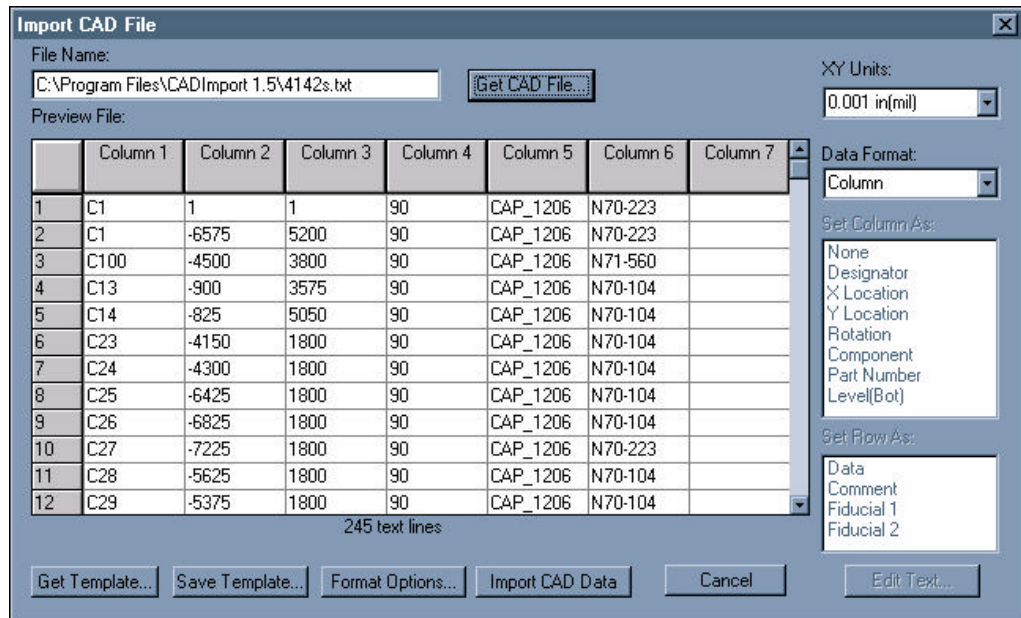 Import CAD File
File Name:
C:\Program Files\CADImport 1.5\4142s.txt
Get CAD File...
XY Units:
0.001 in(mil)
Preview File:
Column 1 Column 2 Column 3 Column 4 Column 5 Column 6 Column 7
1 C1 1 1 90 CAP_1206 N70-223
2 C1 -6575 5200 90 CAP_1206 N70-223
3 C100 -4500 3800 90 CAP_1206 N71-560
4 C13 -900 3575 90 CAP_1206 N70-104
5 C14 -825 5050 90 CAP_1206 N70-104
6 C23 -4150 1800 90 CAP_1206 N70-104
7 C24 -4300 1800 90 CAP_1206 N70-104
8 C25 -6425 1800 90 CAP_1206 N70-104
9 C26 -6825 1800 90 CAP_1206 N70-104
10 C27 -7225 1800 90 CAP_1206 N70-223
11 C28 -5625 1800 90 CAP_1206 N70-104
12 C29 -5375 1800 90 CAP_1206 N70-104
245 text lines
Data Format:
Column
Set Column As:
None
Designator
X Location
Y Location
Rotation
Component
Part Number
Level(Bot)
Set Row As:
Data
Comment
Fiducial 1
Fiducial 2
Get Template... Save Template... Format Options... Import CAD Data Cancel Edit Text...